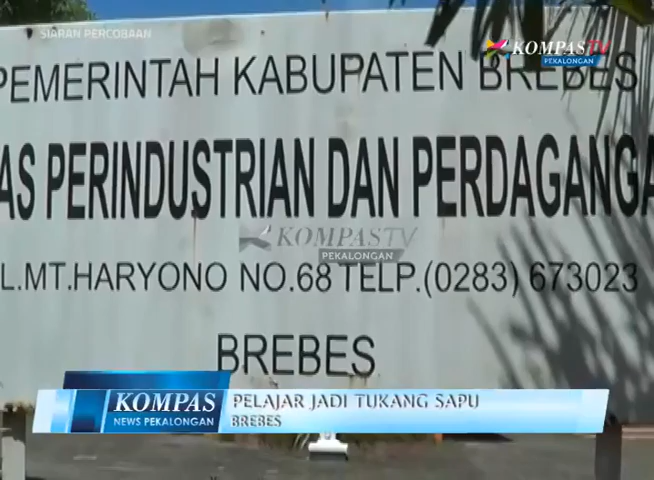 SIARAN PERCOBAAN
KOMPASTV
PEKALONGAN
PEMERINTAH KABUPATEN BREBES
AS PERINDUSTRIAN DAN PERDAGANGA
KOMPASTV
PEKALONGAN
L.MT.HARYONO NO.68 TELP.(0283) 673023
BREBES
KOMPAS
NEWS PEKALONGAN
PELAJAR JADI TUKANG SAPU
BREBES